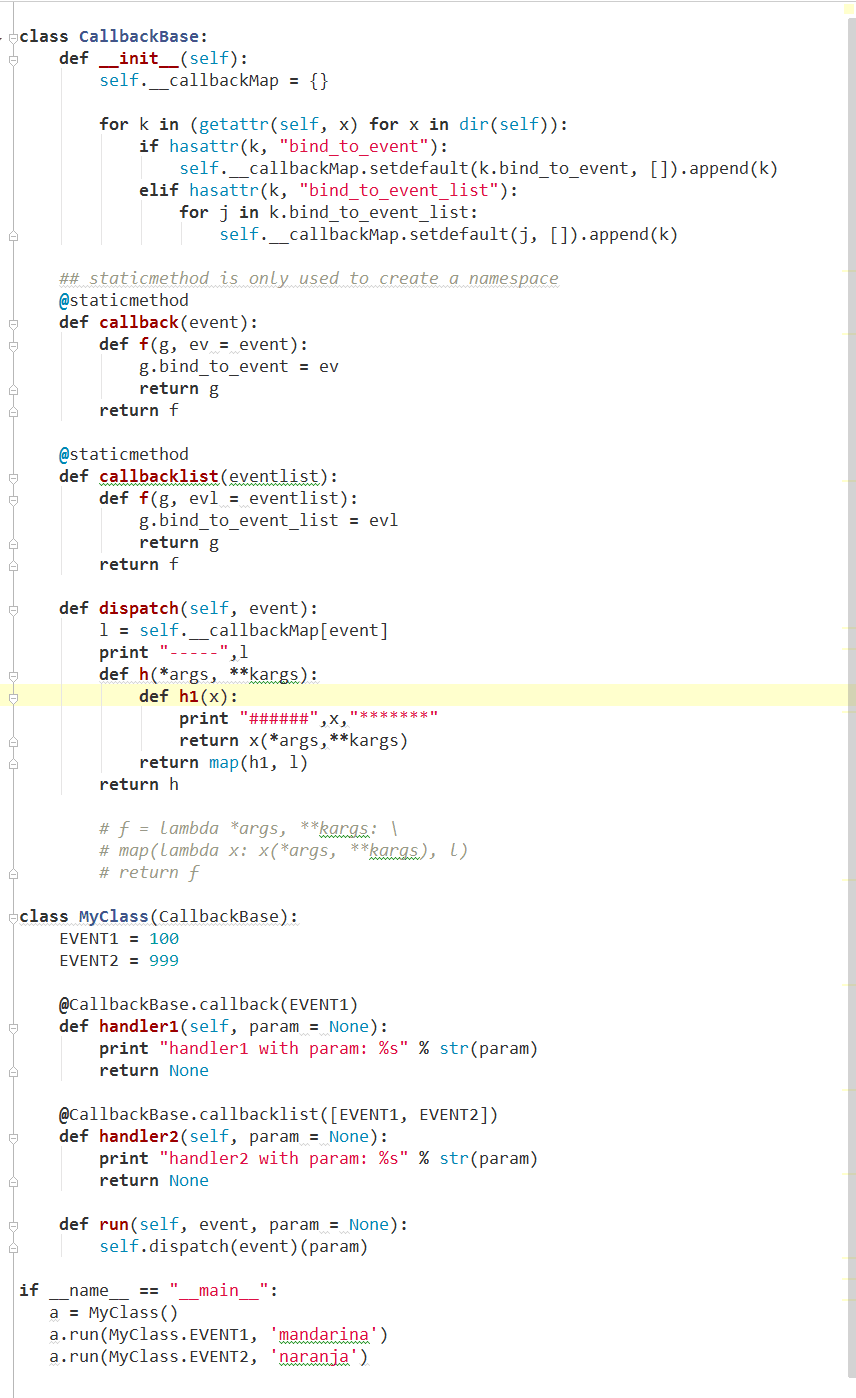 class CallbackBase:
    def __init__(self):
        self.__callbackMap = {}

        for k in (getattr(self, x) for x in dir(self)):
            if hasattr(k, "bind_to_event"):
                self.__callbackMap.setdefault(k.bind_to_event, []).append(k)
            elif hasattr(k, "bind_to_event_list"):
                for j in k.bind_to_event_list:
                    self.__callbackMap.setdefault(j, []).append(k)

    ## staticmethod is only used to create a namespace
    @staticmethod
    def callback(event):
        def f(g, ev = event):
            g.bind_to_event = ev
            return g
        return f

    @staticmethod
    def callbacklist(eventlist):
        def f(g, evl = eventlist):
            g.bind_to_event_list = evl
            return g
        return f

    def dispatch(self, event):
        l = self.__callbackMap[event]
        print "-----",l
        def h(*args, **kargs):
            def h1(x):
                print "######",x,"*******"
                return x(*args,**kargs)
            return map(h1, l)
        return h

        # f = lambda *args, **kargs: \
        # map(lambda x: x(*args, **kargs), l)
        # return f

class MyClass(CallbackBase):
    EVENT1 = 100
    EVENT2 = 999

    @CallbackBase.callback(EVENT1)
    def handler1(self, param = None):
        print "handler1 with param: %s" % str(param)
        return None

    @CallbackBase.callbacklist([EVENT1, EVENT2])
    def handler2(self, param = None):
        print "handler2 with param: %s" % str(param)
        return None

    def run(self, event, param = None):
        self.dispatch(event)(param)

if __name__ == "__main__":
   a = MyClass()
   a.run(MyClass.EVENT1, 'mandarina')
   a.run(MyClass.EVENT2, 'naranja')